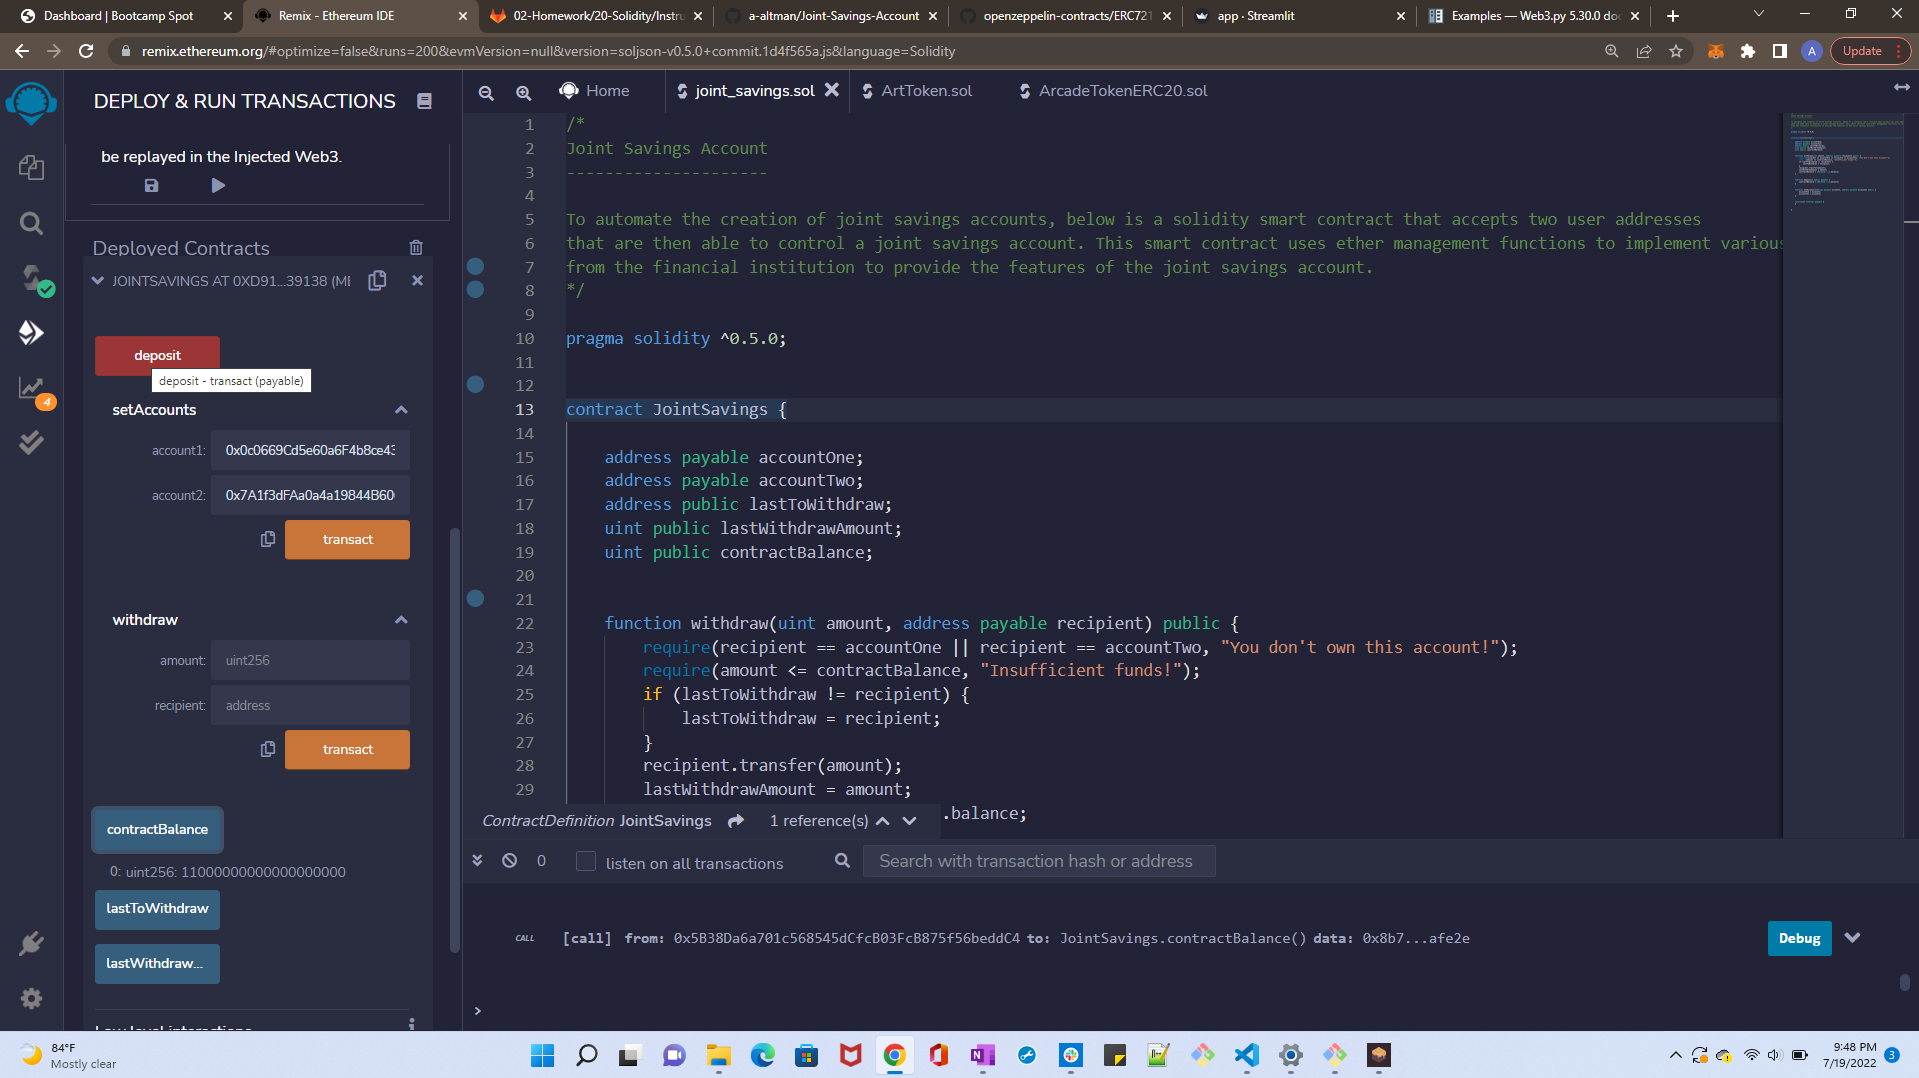 Dashboard | Bootcamp Spot
Remix - Ethereum IDE
02-Homework/20-Solidity/Instru
a-altman/Joint-Savings-Account
openzeppelin-contracts/ERC721
app · Streamlit
Examples — Web3.py 5.30.0 do
remix.ethereum.org/#optimize=false&runs=200&evmVersion=null&version=soljson-v0.5.0+commit.1d4f565a.js&language=Solidity
A
Update
DEPLOY & RUN TRANSACTIONS
be replayed in the Injected Web3.
Deployed Contracts
JOINTSAVINGS AT 0XD91...39138 (ME
deposit
deposit - transact (payable)
setAccounts
account1: 0x0c0669Cd5e60a6F4b8ce43
account2: 0x7A1f3dFAa0a4a19844B60
transact
withdraw
amount: uint256
recipient: address
transact
contractBalance
0: uint256: 11000000000000000000
lastToWithdraw
lastWithdraw...
Low level interactions
4
Home
joint_savings.sol
ArtToken.sol
ArcadeTokenERC20.sol
1 /*
2 Joint Savings Account
3 ---------------------
4
5 To automate the creation of joint savings accounts, below is a solidity smart contract that accepts two user addresses
6 that are then able to control a joint savings account. This smart contract uses ether management functions to implement various
7 from the financial institution to provide the features of the joint savings account.
8 */
9
10 pragma solidity ^0.5.0;
11
12
13 contract JointSavings {
14
15 address payable accountOne;
16 address payable accountTwo;
17 address public lastToWithdraw;
18 uint public lastWithdrawAmount;
19 uint public contractBalance;
20
21
22 function withdraw(uint amount, address payable recipient) public {
23 require(recipient == accountOne || recipient == accountTwo, "You don't own this account!");
24 require(amount <= contractBalance, "Insufficient funds!");
25 if (lastToWithdraw != recipient) {
26 lastToWithdraw = recipient;
27 }
28 recipient.transfer(amount);
29 lastWithdrawAmount = amount;
.balance;
ContractDefinition JointSavings 1 reference(s)
0 listen on all transactions
Search with transaction hash or address
CALL [call] from: 0x5B38Da6a701c568545dCfcB03FcB875f56beddC4 to: JointSavings.contractBalance() data: 0x8b7...afe2e
Debug
>
84°F
Mostly clear
9:48 PM
7/19/2022
3